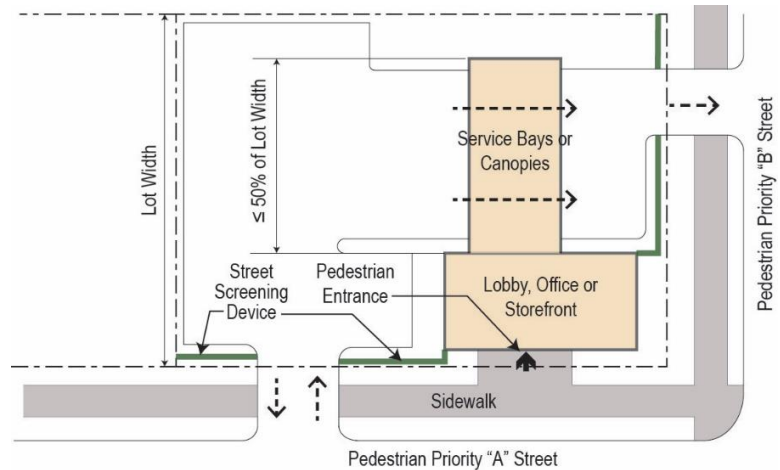 Lot Width
≤ 50% of Lot Width
Service Bays or
Canopies
Pedestrian Priority “B” Street
Street
Screening
Device
Pedestrian
Entrance
Lobby, Office or
Storefront
Sidewalk
Pedestrian Priority “A” Street